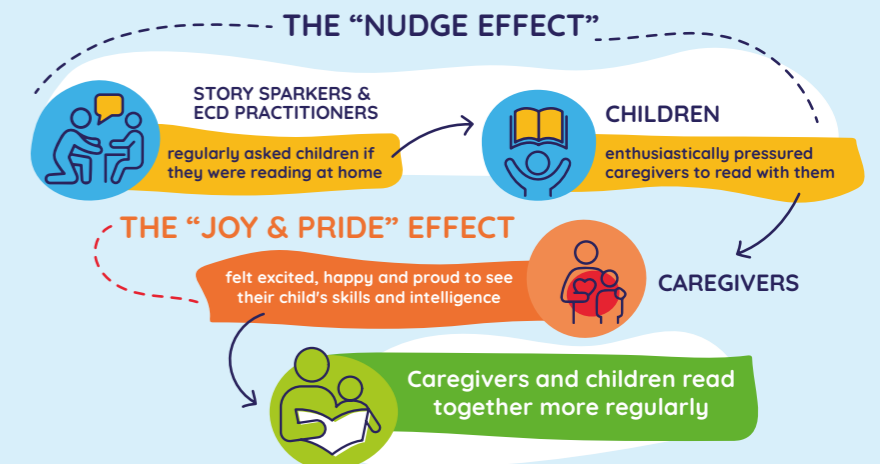 THE “NUDGE EFFECT”
STORY SPARKERS &
ECD PRACTITIONERS
regularly asked children if
they were reading at home
CHILDREN
enthusiastically pressured
caregivers to read with them
THE “JOY & PRIDE” EFFECT
felt excited, happy and proud to see
their child's skills and intelligence
CAREGIVERS
Caregivers and children read
together more regularly